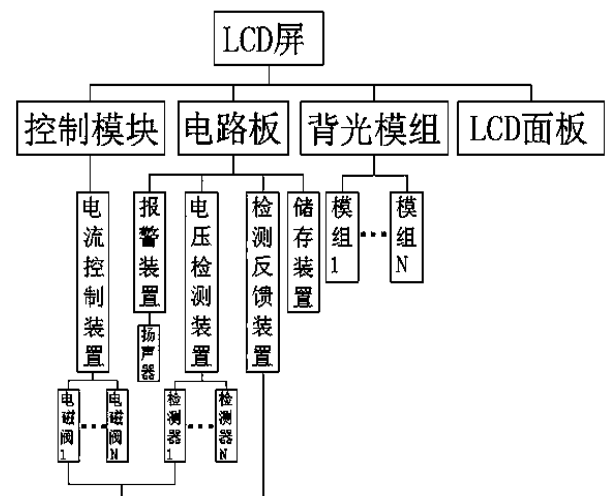 LCD屏
控制模块
电路板
背光模组
LCD面板
电流控制装置
报警装置
电压检测装置
检测反馈装置
储存装置
模组1
模组N
扬声器
电磁阀1
电磁阀N
检测器1
检测器N